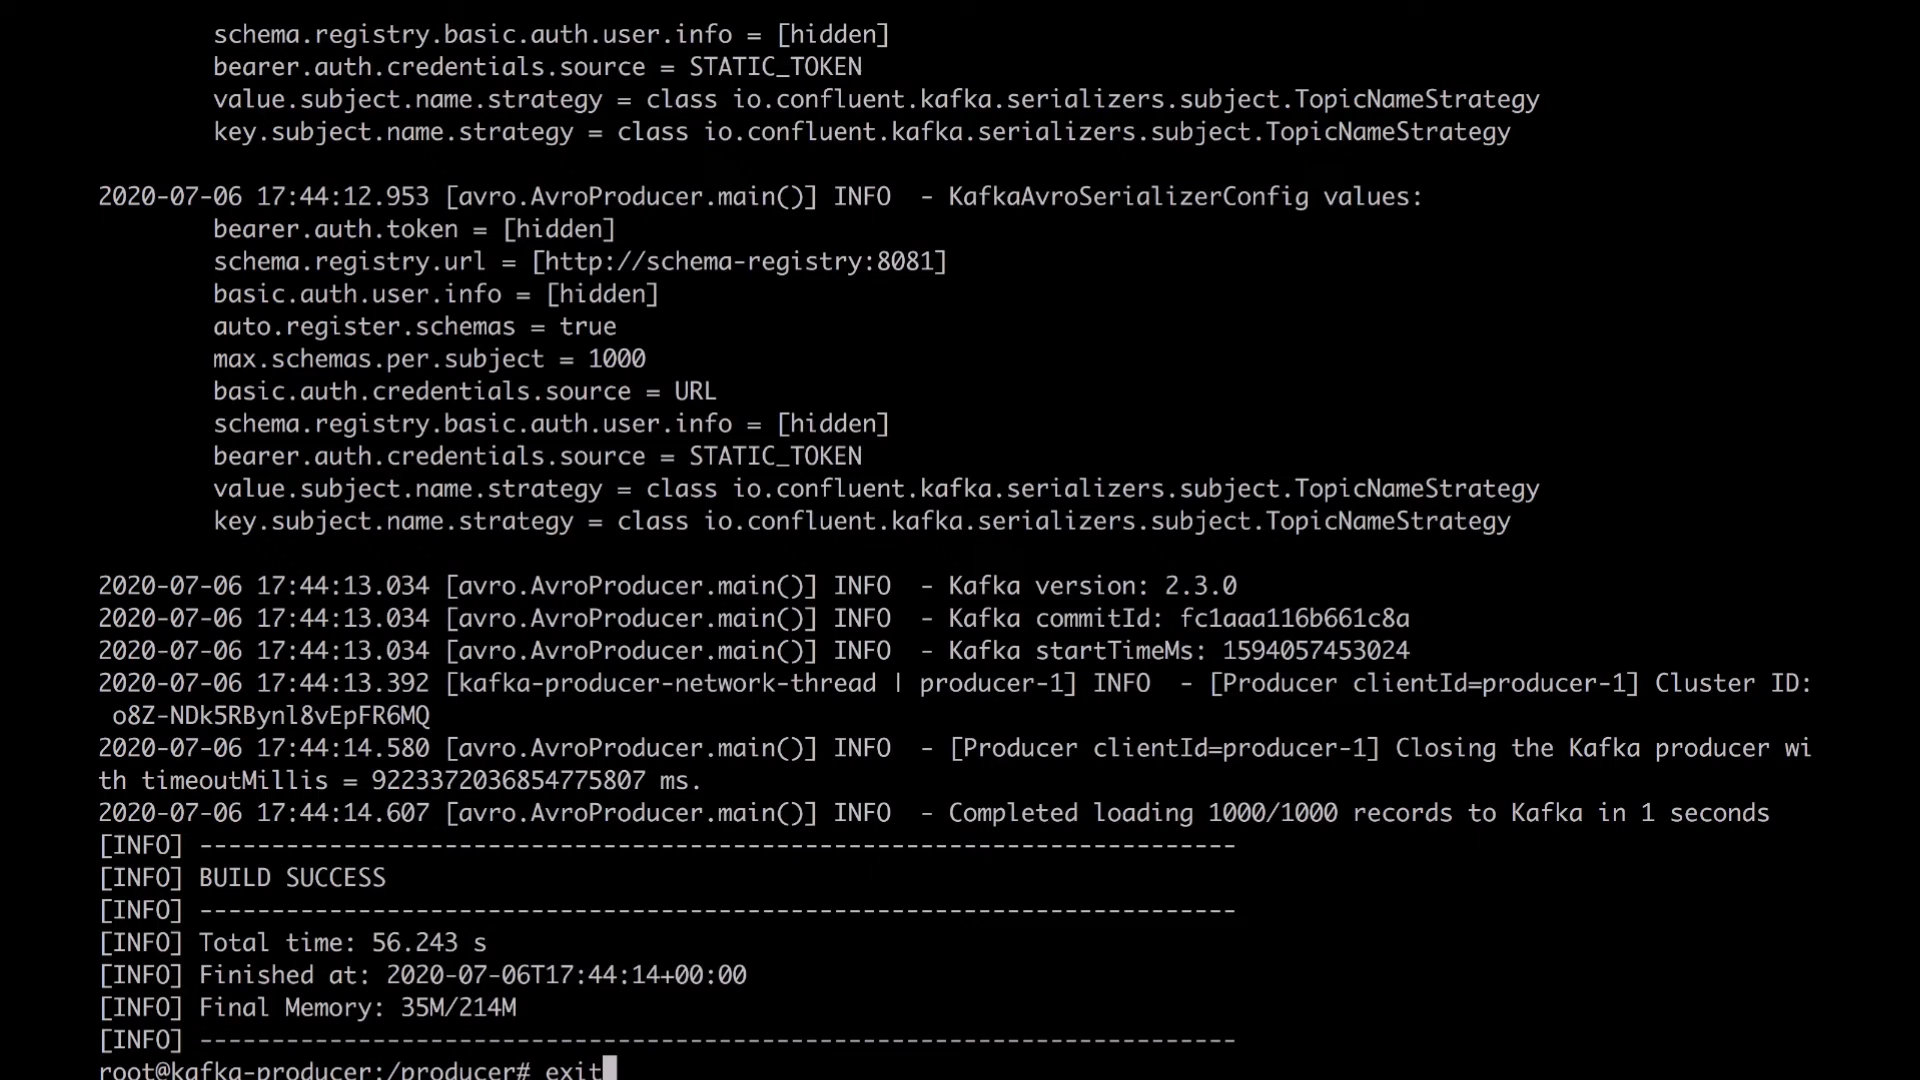 schema.registry.basic.auth.user.info = [hidden]
bearer.auth.credentials.source = STATIC_TOKEN
value.subject.name.strategy = class io.confluent.kafka.serializers.subject.TopicNameStrategy
key.subject.name.strategy = class io.confluent.kafka.serializers.subject.TopicNameStrategy
2020-07-06 17:44:12.953 [avro.AvroProducer.main()] INFO  - KafkaAvroSerializerConfig values:
bearer.auth.token = [hidden]
schema.registry.url = [http://schema-registry:8081]
basic.auth.user.info = [hidden]
auto.register.schemas = true
max.schemas.per.subject = 1000
basic.auth.credentials.source = URL
schema.registry.basic.auth.user.info = [hidden]
bearer.auth.credentials.source = STATIC_TOKEN
value.subject.name.strategy = class io.confluent.kafka.serializers.subject.TopicNameStrategy
key.subject.name.strategy = class io.confluent.kafka.serializers.subject.TopicNameStrategy
2020-07-06 17:44:13.034 [avro.AvroProducer.main()] INFO  - Kafka version: 2.3.0
2020-07-06 17:44:13.034 [avro.AvroProducer.main()] INFO  - Kafka commitId: fc1aaa116b661c8a
2020-07-06 17:44:13.034 [avro.AvroProducer.main()] INFO  - Kafka startTimeMs: 1594057453024
2020-07-06 17:44:13.392 [kafka-producer-network-thread | producer-1] INFO  - [Producer clientId=producer-1] Cluster ID:
o8Z-NDk5RBynl8vEpFR6MQ
2020-07-06 17:44:14.580 [avro.AvroProducer.main()] INFO  - [Producer clientId=producer-1] Closing the Kafka producer wi
th timeoutMillis = 9223372036854775807 ms.
2020-07-06 17:44:14.607 [avro.AvroProducer.main()] INFO  - Completed loading 1000/1000 records to Kafka in 1 seconds
[INFO] ------------------------------------------------------------------------
[INFO] BUILD SUCCESS
[INFO] ------------------------------------------------------------------------
[INFO] Total time: 56.243 s
[INFO] Finished at: 2020-07-06T17:44:14+00:00
[INFO] Final Memory: 35M/214M
[INFO] ------------------------------------------------------------------------
root@kafka-producer:/producer# exit